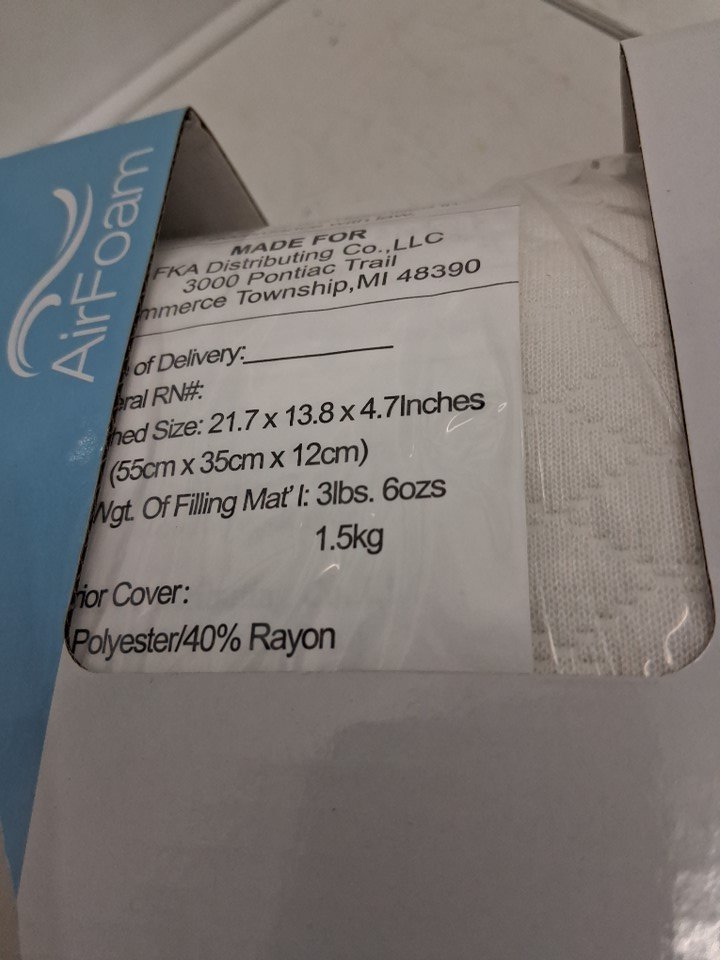 AirFoam
MADE FOR
FKA Distributing Co.,LLC
3000 Pontiac Trail
mmerce Township,MI 48390
of Delivery:
eral RN#:
hed Size: 21.7 x 13.8 x 4.7Inches
(55cm x 35cm x 12cm)
Wgt. Of Filling Mat'l: 3lbs. 6ozs
1.5kg
rior Cover:
Polyester/40% Rayon